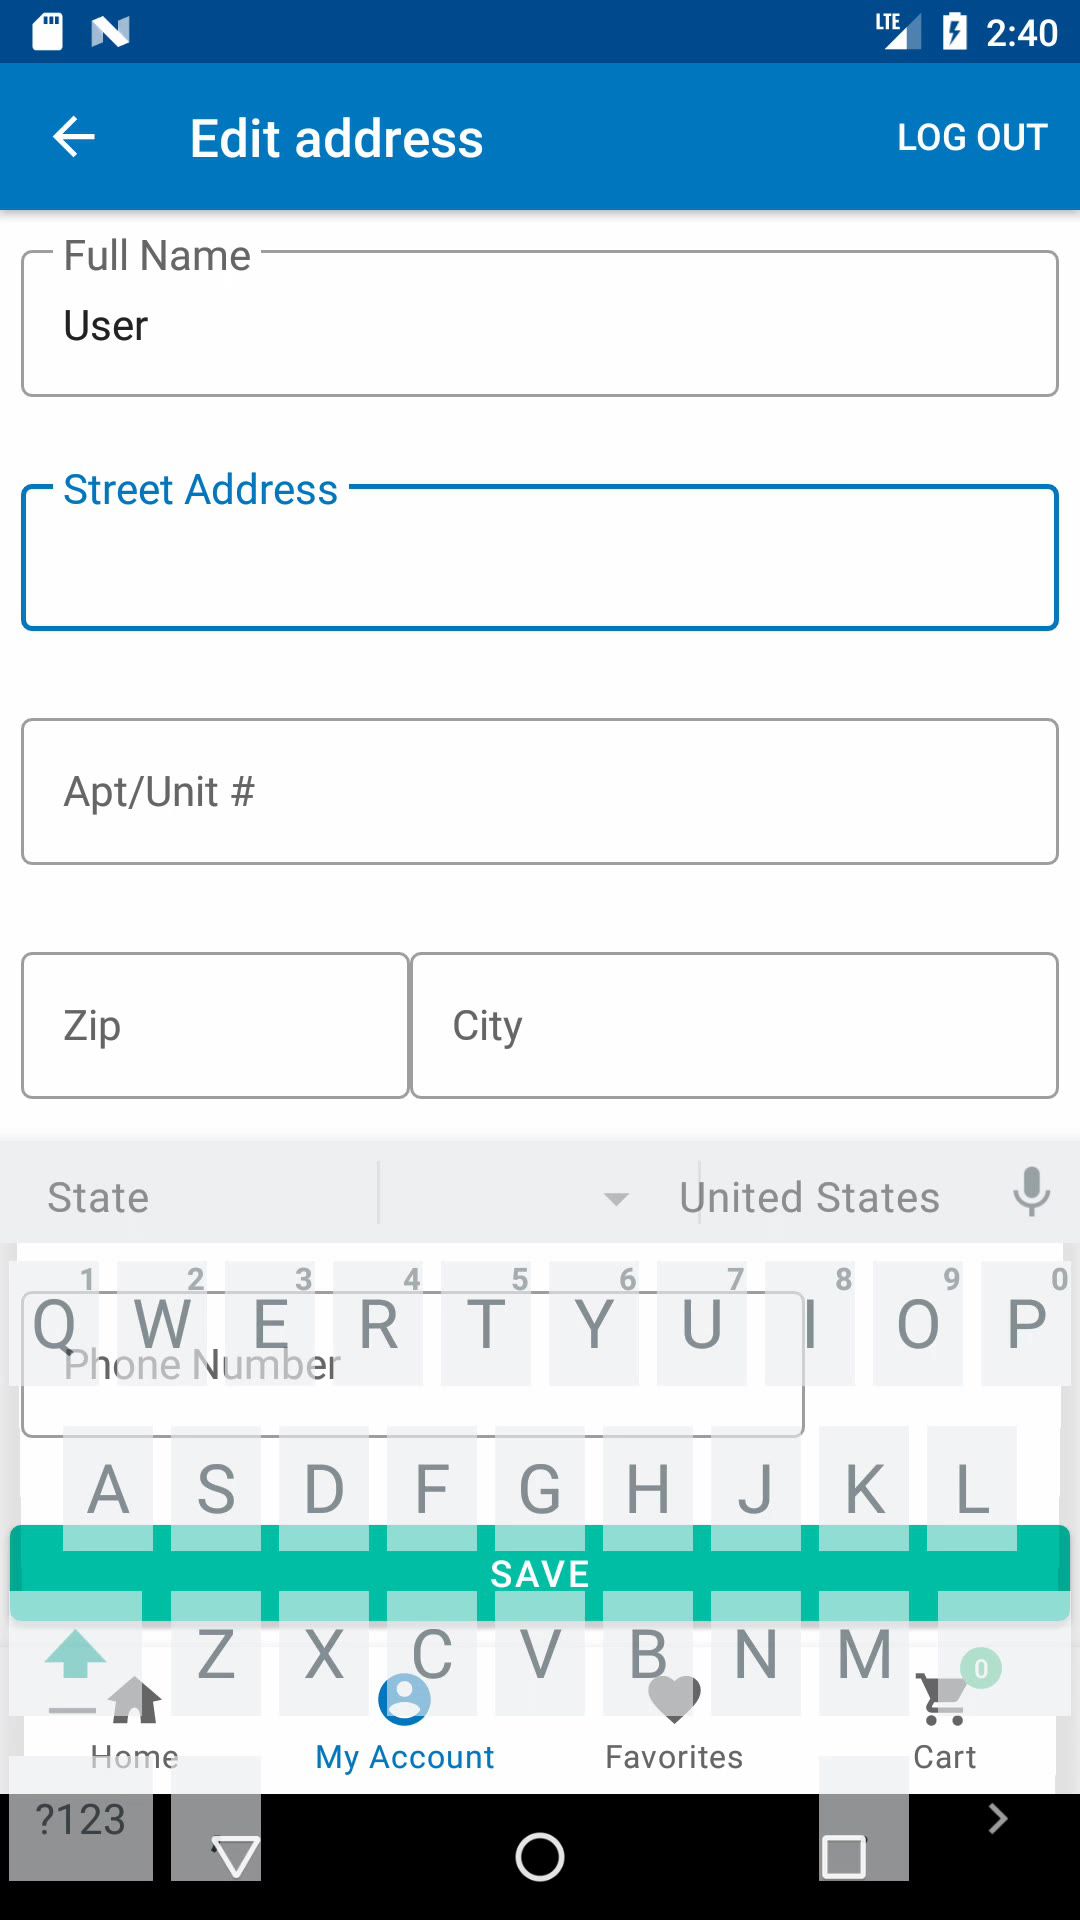 LTE 2:40
Edit address LOG OUT
Full Name
User
Street Address
Apt/Unit #
Zip City
State United States
1 2 3 4 5 6 7 8 9 0
Q W E R T Y U I O P
Phone Number
A S D F G H J K L
SAVE
Z X C V B N M
0
Home My Account Favorites Cart
?123